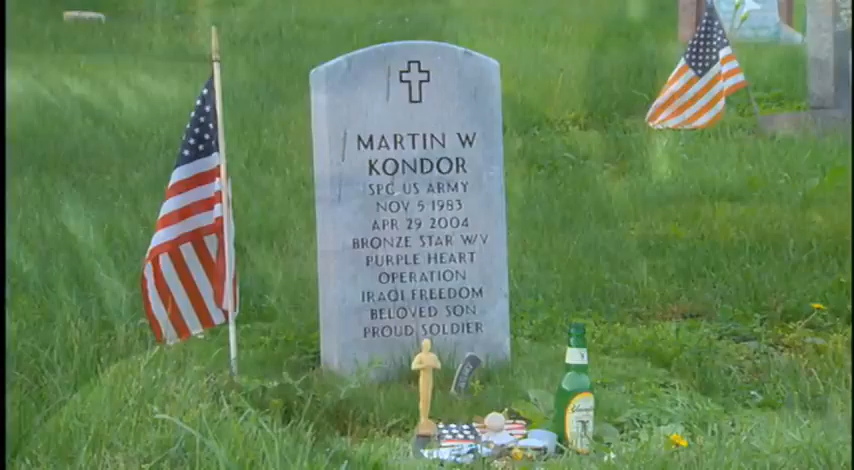 MARTIN W
KONDOR
SPC US ARMY
NOV 5 1983
APR 29 2004
BRONZE STAR W/V
PURPLE HEART
OPERATION
IRAQI FREEDOM
BELOVED SON
PROUD SOLDIER